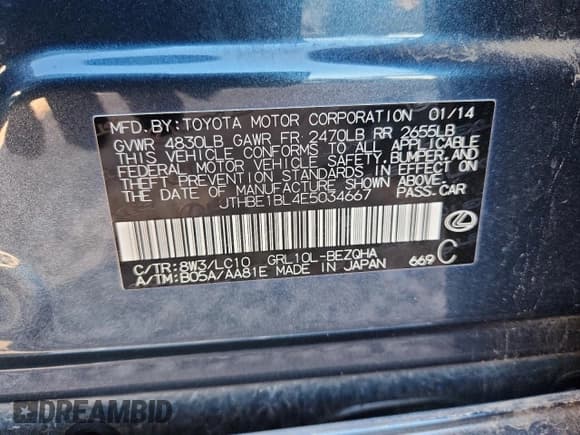 MFD. BY: TOYOTA MOTOR CORPORATION 01/14
GVWR 4830LB GAWR FR 2470LB RR 2655LB
THIS VEHICLE CONFORMS TO ALL APPLICABLE
FEDERAL MOTOR VEHICLE SAFETY, BUMPER, AND
THEFT PREVENTION STANDARDS IN EFFECT ON
THE DATE OF MANUFACTURE SHOWN ABOVE.
JTHBE1BL4E5034667 PASS-CAR
C/TR: 8W3/LC10 GRL10L-BEZQHA
A/TM: B05A/AA81E MADE IN JAPAN 669 C
DREAMBID